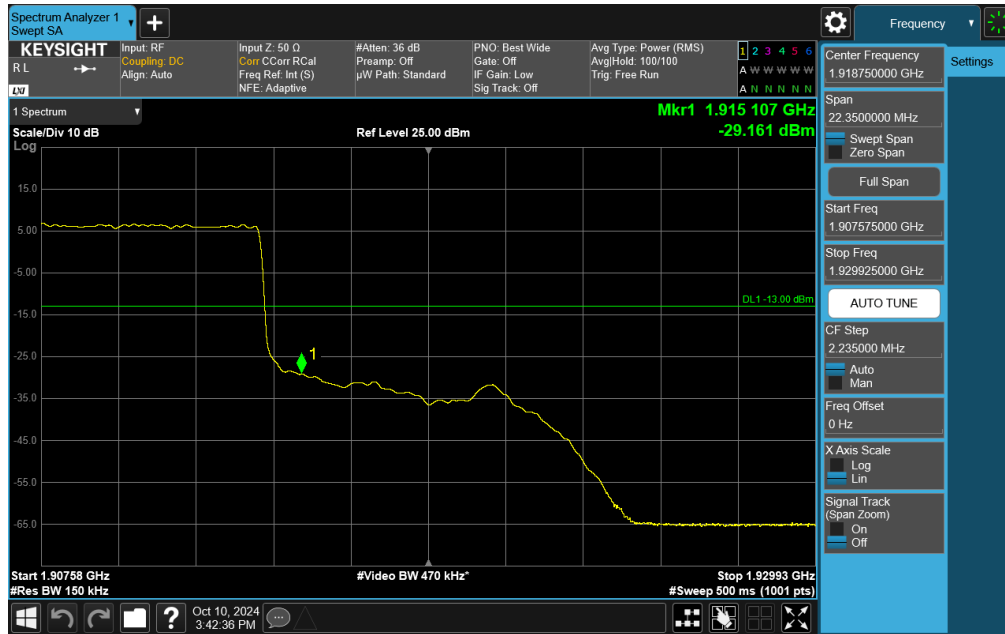 Spectrum Analyzer 1
Swept SA
Frequency
KEYSIGHT
R L
LXI
Input: RF
Coupling: DC
Align: Auto
Input Z: 50 Ω
Corr CCorr RCal
Freq Ref: Int (S)
NFE: Adaptive
#Atten: 36 dB
Preamp: Off
µW Path: Standard
PNO: Best Wide
Gate: Off
IF Gain: Low
Sig Track: Off
Avg Type: Power (RMS)
Avg|Hold: 100/100
Trig: Free Run
1 2 3 4 5 6
A W W W W W
A N N N N N
1 Spectrum
Mkr1 1.915 107 GHz
-29.161 dBm
Scale/Div 10 dB
Ref Level 25.00 dBm
Log
15.0
5.00
-5.00
-15.0
-25.0
-35.0
-45.0
-55.0
-65.0
DL1 -13.00 dBm
1
Start 1.90758 GHz
#Res BW 150 kHz
#Video BW 470 kHz*
Stop 1.92993 GHz
#Sweep 500 ms (1001 pts)
Center Frequency
1.918750000 GHz
Settings
Span
22.3500000 MHz
Swept Span
Zero Span
Full Span
Start Freq
1.907575000 GHz
Stop Freq
1.929925000 GHz
AUTO TUNE
CF Step
2.235000 MHz
Auto
Man
Freq Offset
0 Hz
X Axis Scale
Log
Lin
Signal Track
(Span Zoom)
On
Off
?
Oct 10, 2024
3:42:36 PM